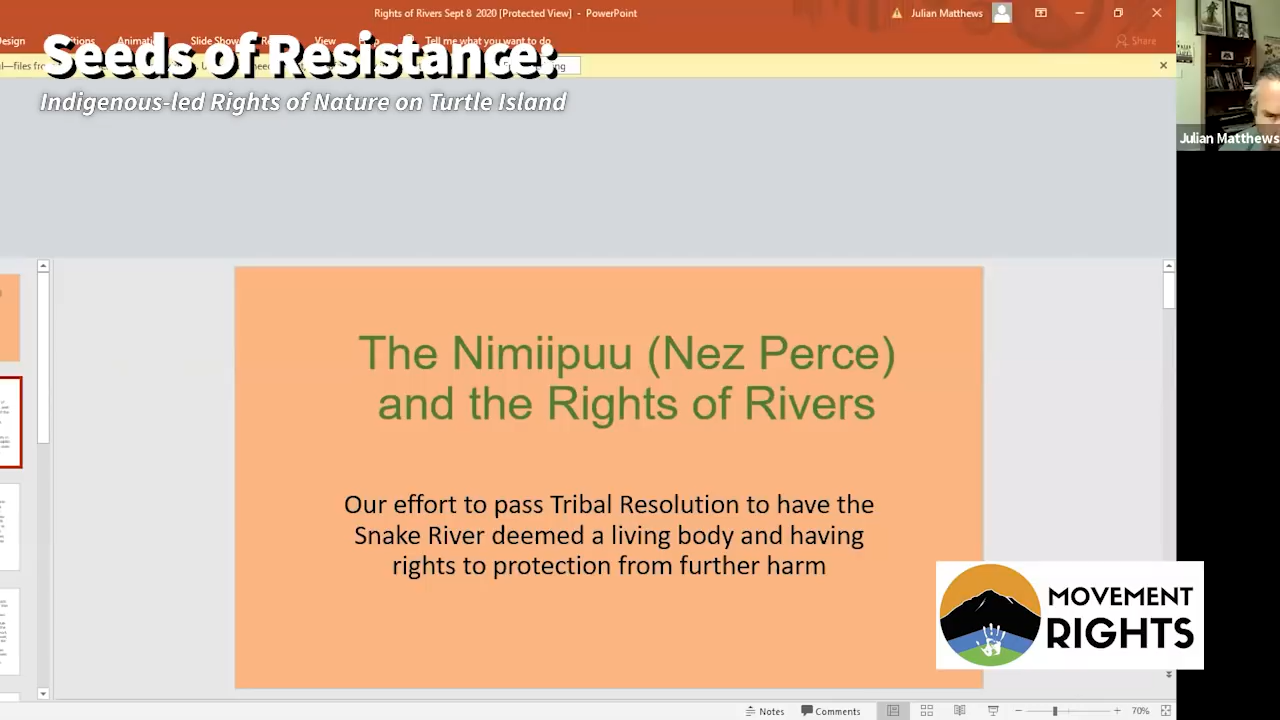 Rights of Rivers Sept 8 2020 [Protected View] - PowerPoint
Julian Matthews
Seeds of Resistance:
Indigenous-led Rights of Nature on Turtle Island
Slide Show
View
Tell me what you want to do
Share
Julian Matthews
The Nimiipuu (Nez Perce)
and the Rights of Rivers
Our effort to pass Tribal Resolution to have the
Snake River deemed a living body and having
rights to protection from further harm
MOVEMENT
RIGHTS
Notes
Comments
70%